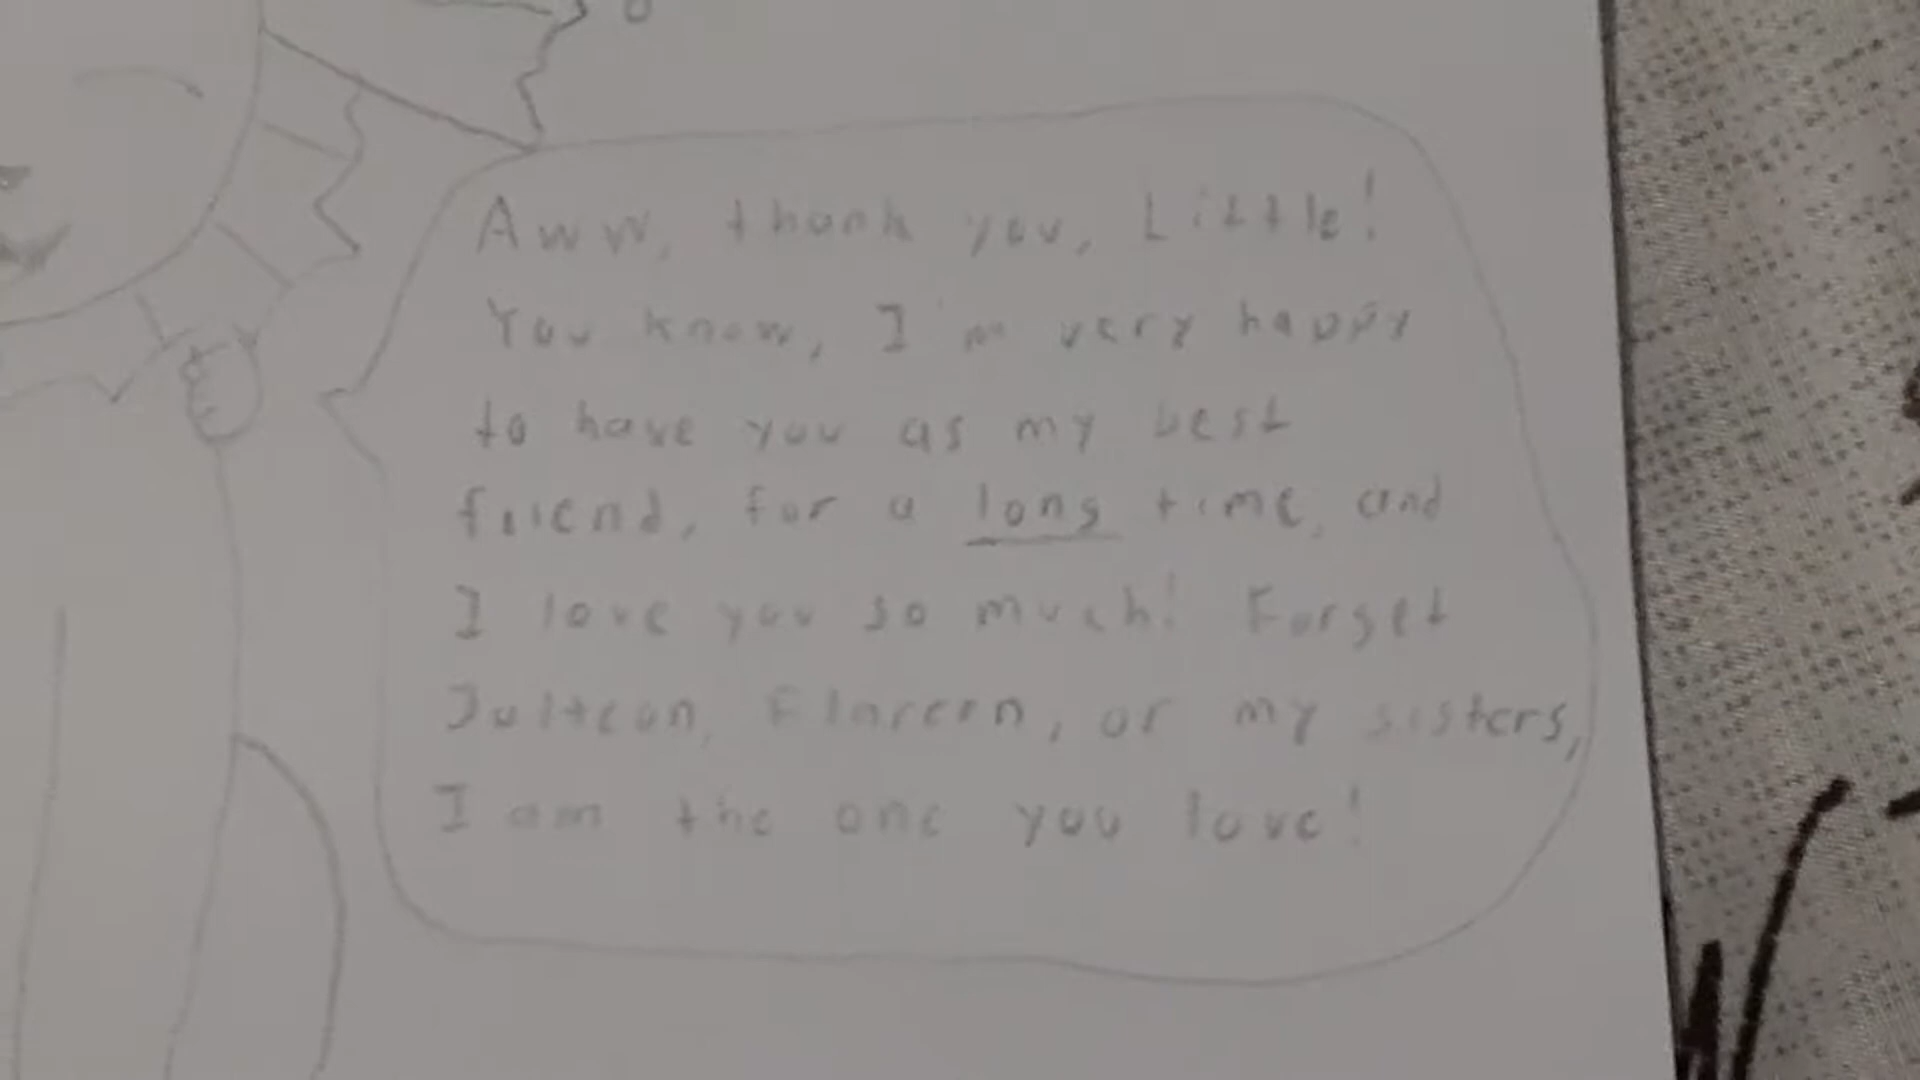 Aww, thank you, Little!
You know, I'm very happy
to have you as my best
friend, for a long time, and
I love you so much! Forget
Jolteon, Flareon, or my sisters,
I am the one you love!